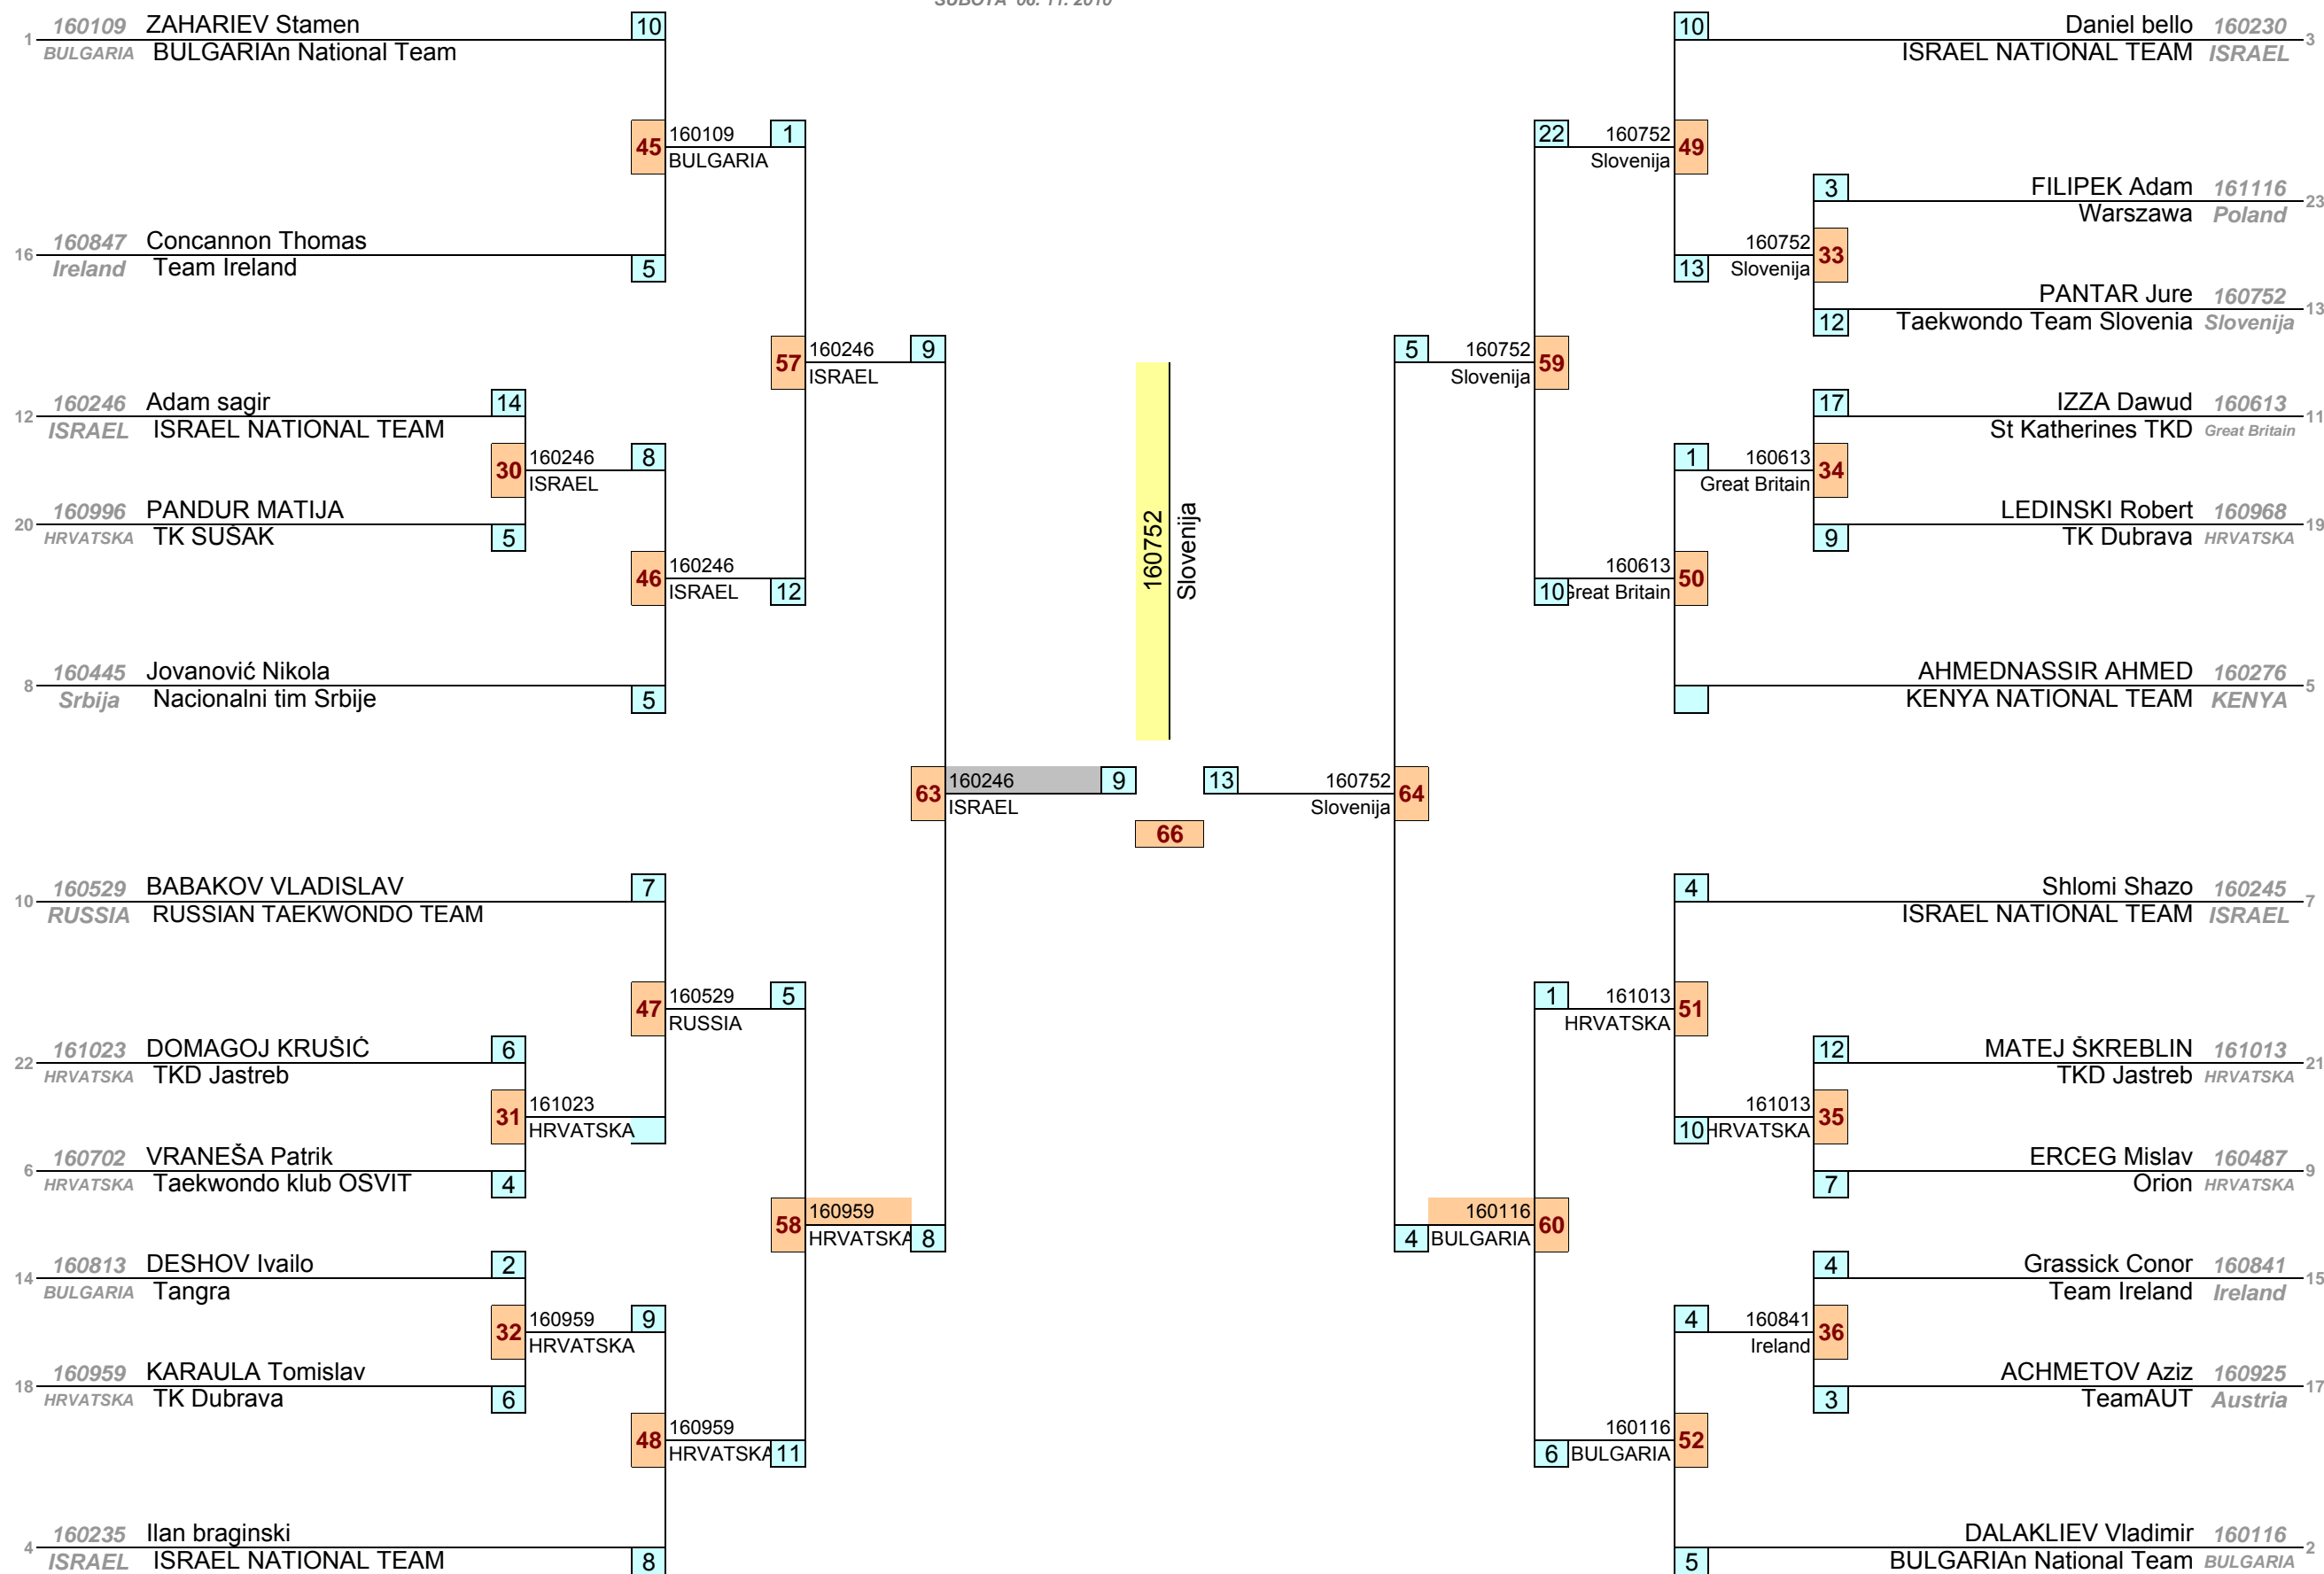 SUBOTA 06. 11. 2010
1 160109 ZAHARIEV Stamen 10
BULGARIA BULGARIAn National Team
45 160109 1
BULGARIA
16 160847 Concannon Thomas
Ireland Team Ireland 5
57 160246 9
ISRAEL
12 160246 Adam sagir 14
ISRAEL ISRAEL NATIONAL TEAM
30 160246 8
ISRAEL
20 160996 PANDUR MATIJA
HRVATSKA TK SUŠAK 5
46 160246
ISRAEL 12
8 160445 Jovanović Nikola
Srbija Nacionalni tim Srbije 5
63 160246 9
ISRAEL
10 160529 BABAKOV VLADISLAV 7
RUSSIA RUSSIAN TAEKWONDO TEAM
47 160529 5
RUSSIA
22 161023 DOMAGOJ KRUŠIĆ 6
HRVATSKA TKD Jastreb
31 161023
HRVATSKA
6 160702 VRANEŠA Patrik
HRVATSKA Taekwondo klub OSVIT 4
58 160959
HRVATSKA 8
14 160813 DESHOV Ivailo 2
BULGARIA Tangra
32 160959 9
HRVATSKA
18 160959 KARAULA Tomislav
HRVATSKA TK Dubrava 6
48 160959
HRVATSKA 11
4 160235 Ilan braginski
ISRAEL ISRAEL NATIONAL TEAM 8
160752
Slovenija
66
10 Daniel bello 160230 3
ISRAEL NATIONAL TEAM ISRAEL
22 160752 49
Slovenija
3 FILIPEK Adam 161116 23
Warszawa Poland
160752 33
13 Slovenija
PANTAR Jure 160752 13
12 Taekwondo Team Slovenia Slovenija
5 160752 59
Slovenija
17 IZZA Dawud 160613 11
St Katherines TKD Great Britain
1 160613 34
Great Britain
LEDINSKI Robert 160968 19
9 TK Dubrava HRVATSKA
160613 50
10 Great Britain
AHMEDNASSIR AHMED 160276 5
KENYA NATIONAL TEAM KENYA
13 160752 64
Slovenija
4 Shlomi Shazo 160245 7
ISRAEL NATIONAL TEAM ISRAEL
1 161013 51
HRVATSKA
12 MATEJ ŠKREBLIN 161013 21
TKD Jastreb HRVATSKA
161013 35
10 HRVATSKA
ERCEG Mislav 160487 9
7 Orion HRVATSKA
160116 60
4 BULGARIA
4 Grassick Conor 160841 15
Team Ireland Ireland
4 160841 36
Ireland
ACHMETOV Aziz 160925 17
3 TeamAUT Austria
160116 52
6 BULGARIA
DALAKLIEV Vladimir 160116 2
5 BULGARIAn National Team BULGARIA